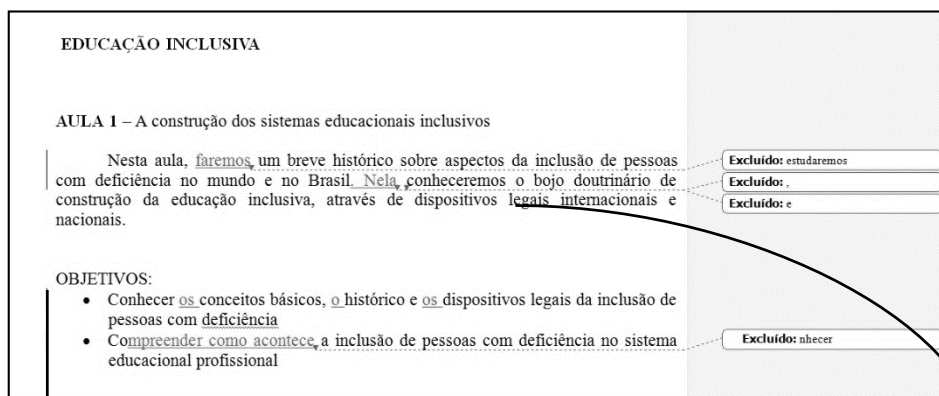 EDUCAÇÃO INCLUSIVA
AULA 1 – A construção dos sistemas educacionais inclusivos
Nesta aula, faremos um breve histórico sobre aspectos da inclusão de pessoas
com deficiência no mundo e no Brasil. Nela, conheceremos o bojo doutrinário de
construção da educação inclusiva, através de dispositivos legais internacionais e
nacionais.
Excluído: estudaremos
Excluído: ,
Excluído: e
OBJETIVOS:
• Conhecer os conceitos básicos, o histórico e os dispositivos legais da inclusão de
pessoas com deficiência
• Compreender como acontece a inclusão de pessoas com deficiência no sistema
educacional profissional
Excluído: nhecer